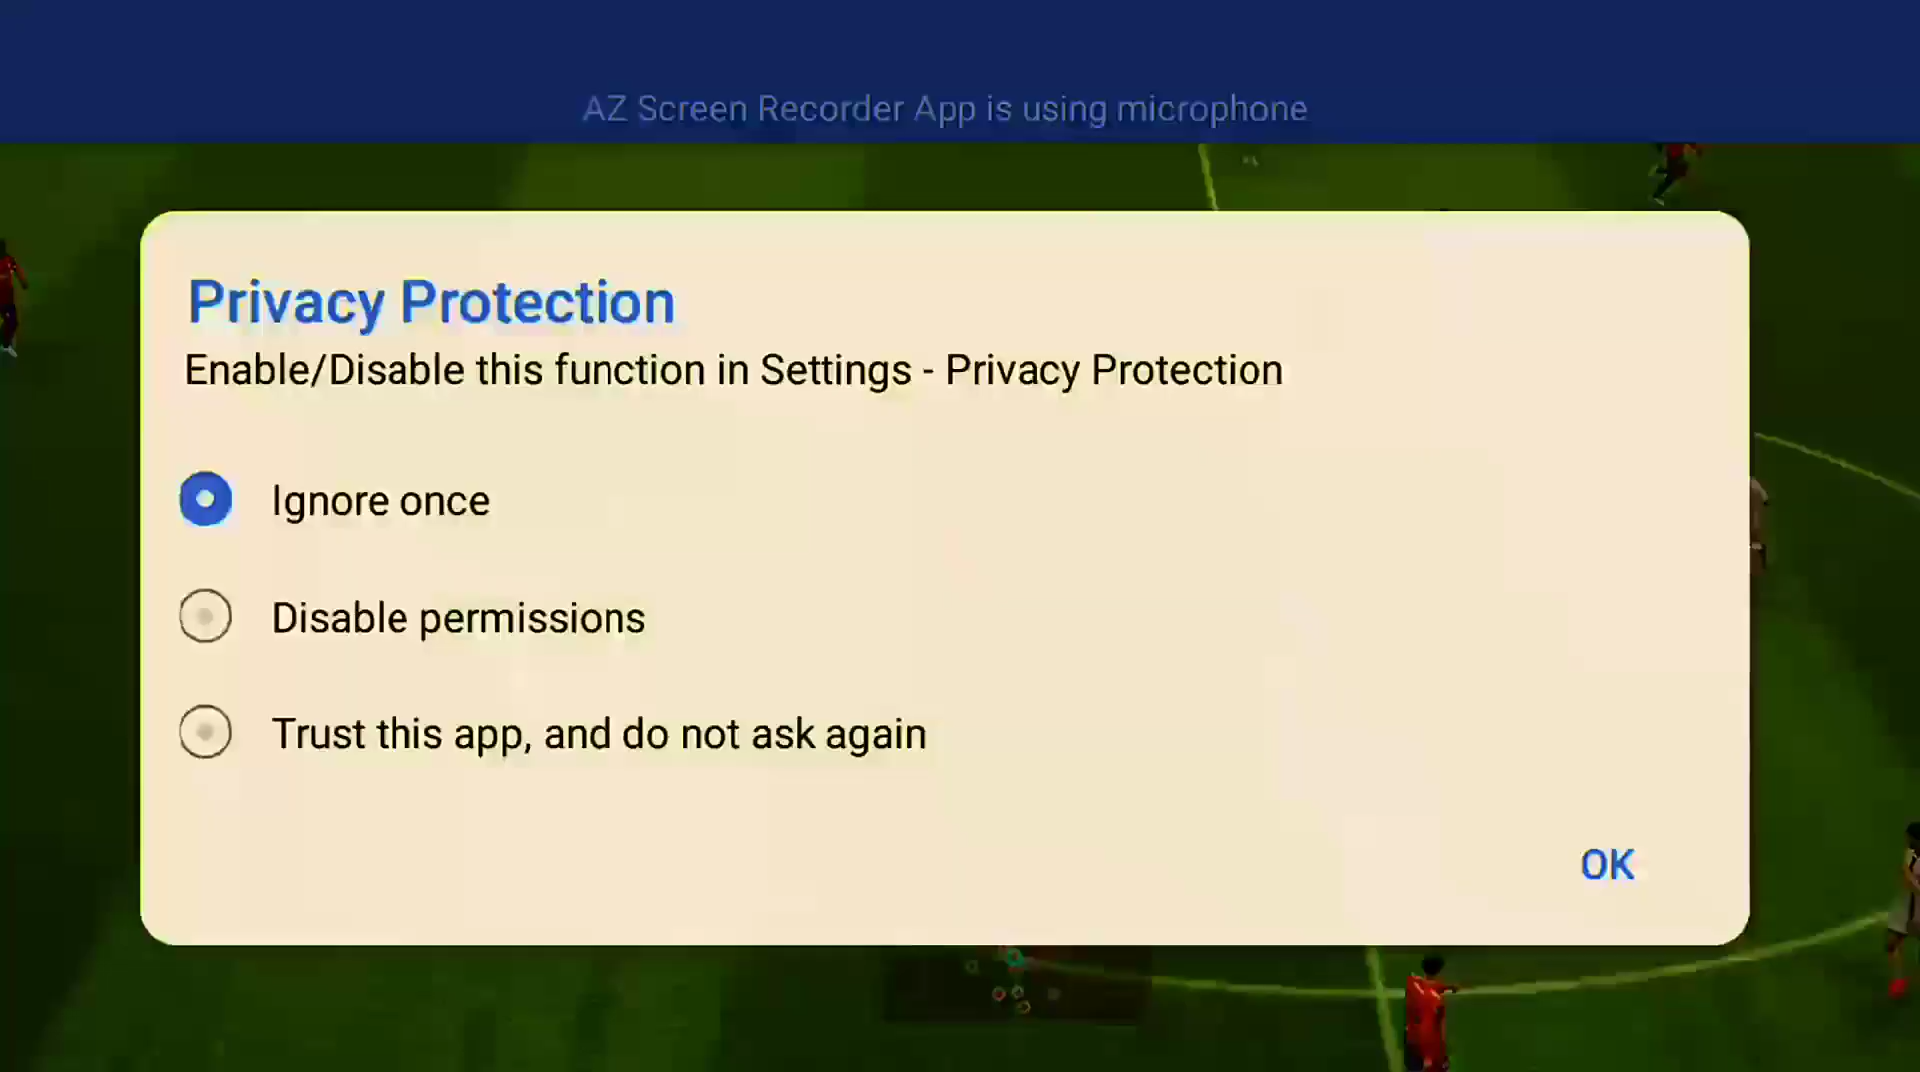 AZ Screen Recorder App is using microphone
Privacy Protection
Enable/Disable this function in Settings - Privacy Protection
Ignore once
Disable permissions
Trust this app, and do not ask again
OK